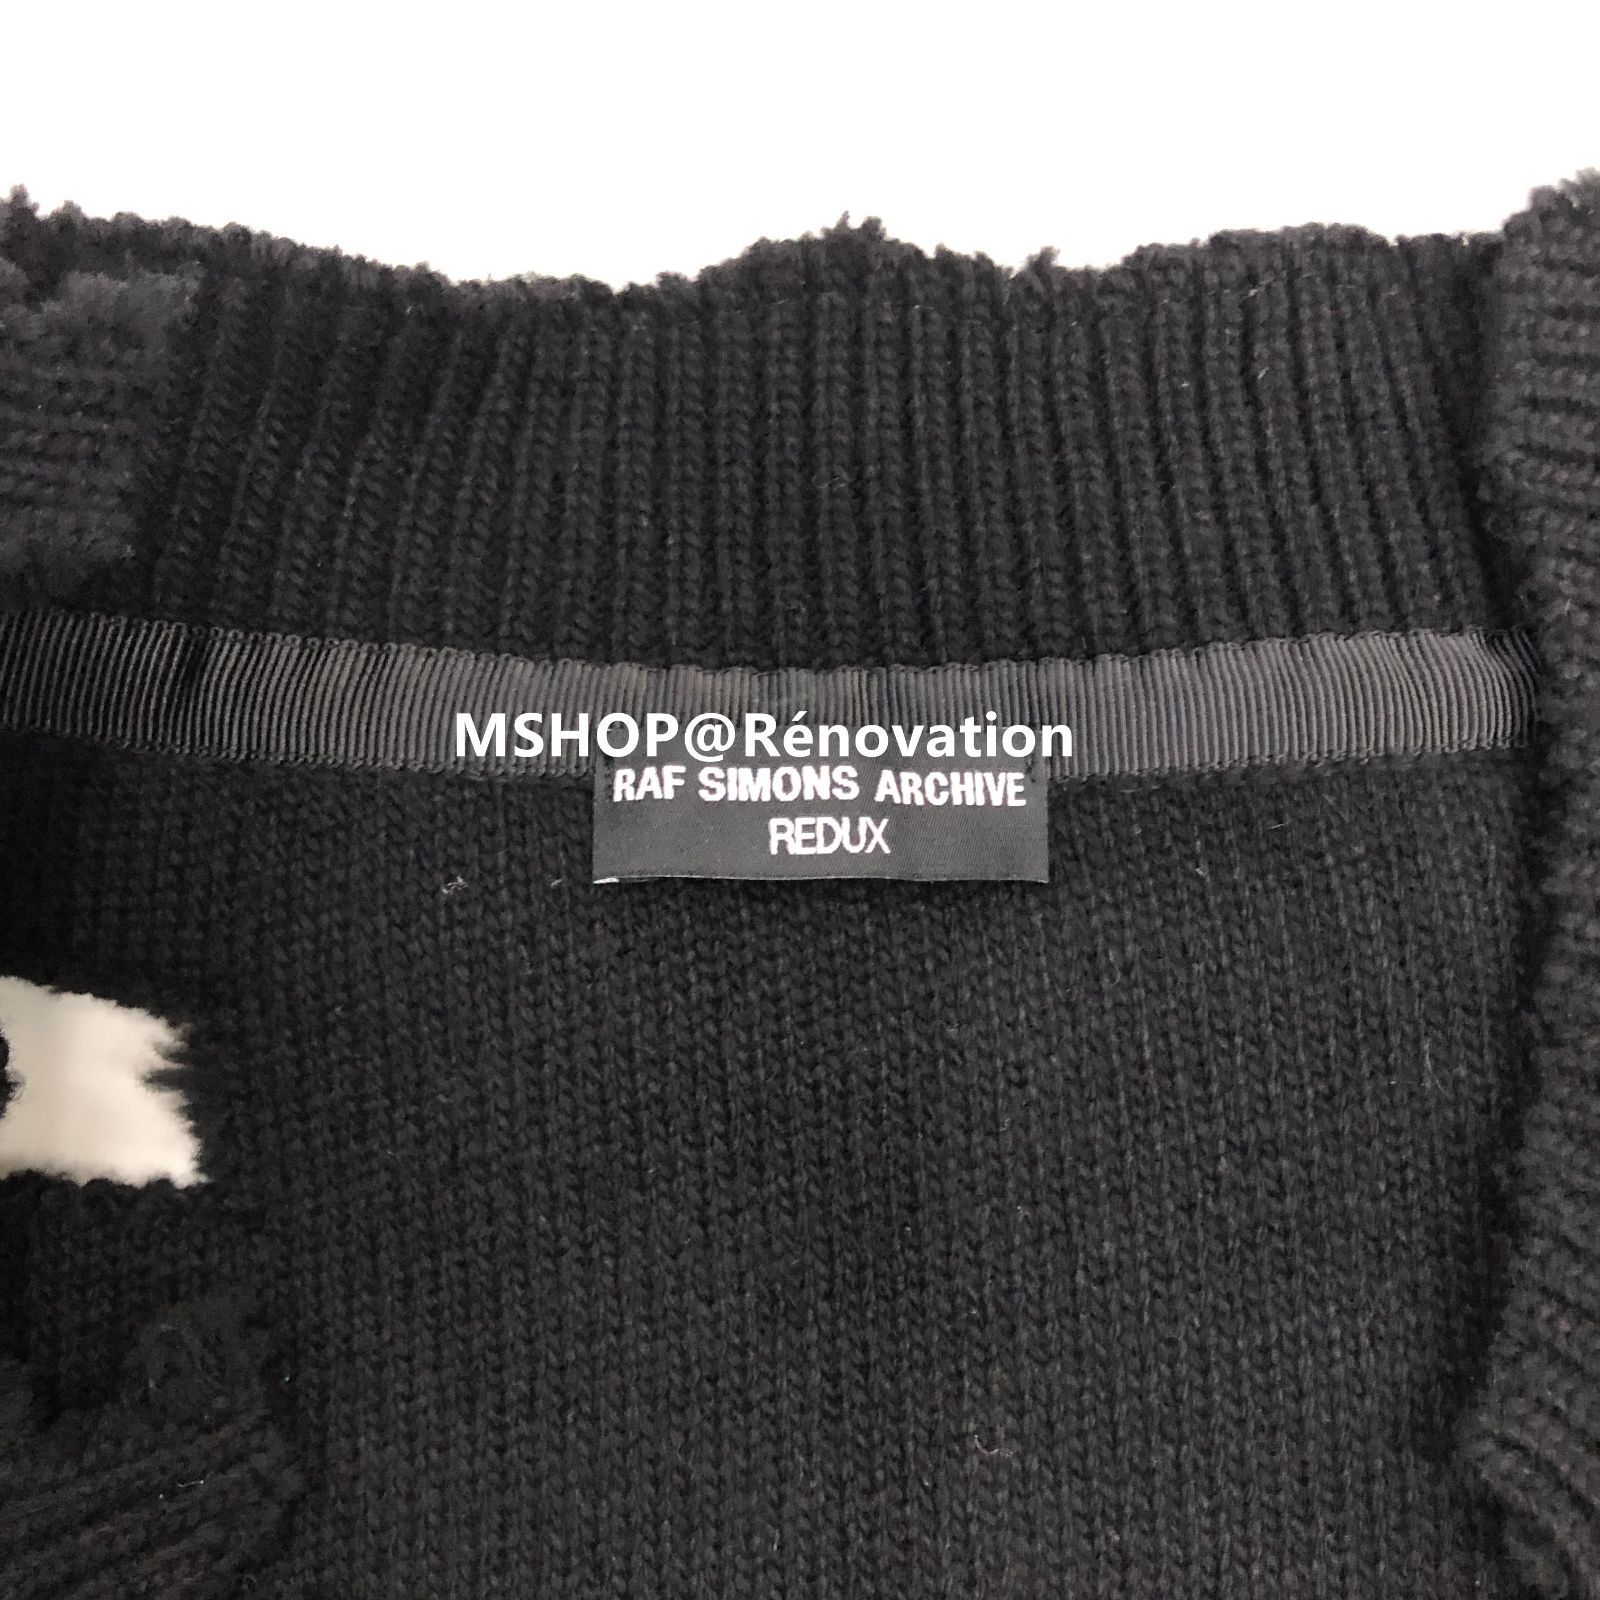 MSHOP@Rénovation
RAF SIMONS ARCHIVE
REDUX